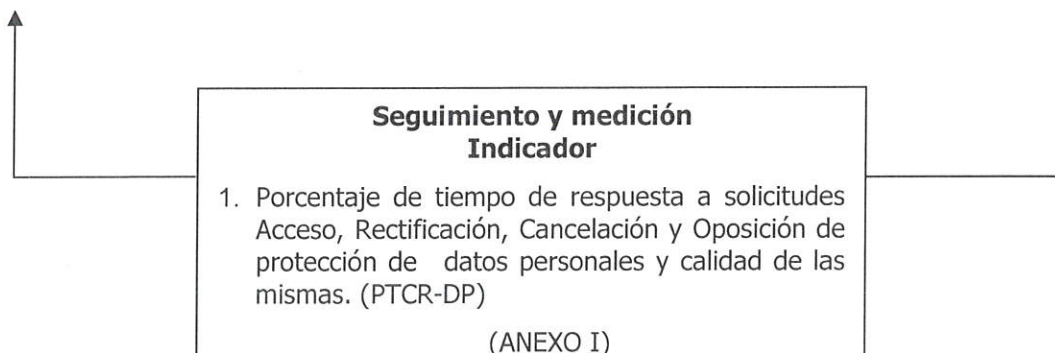 Seguimiento y medición
Indicador
1. Porcentaje de tiempo de respuesta a solicitudes
Acceso, Rectificación, Cancelación y Oposición de
protección de datos personales y calidad de las
mismas. (PTCR-DP)
(ANEXO I)